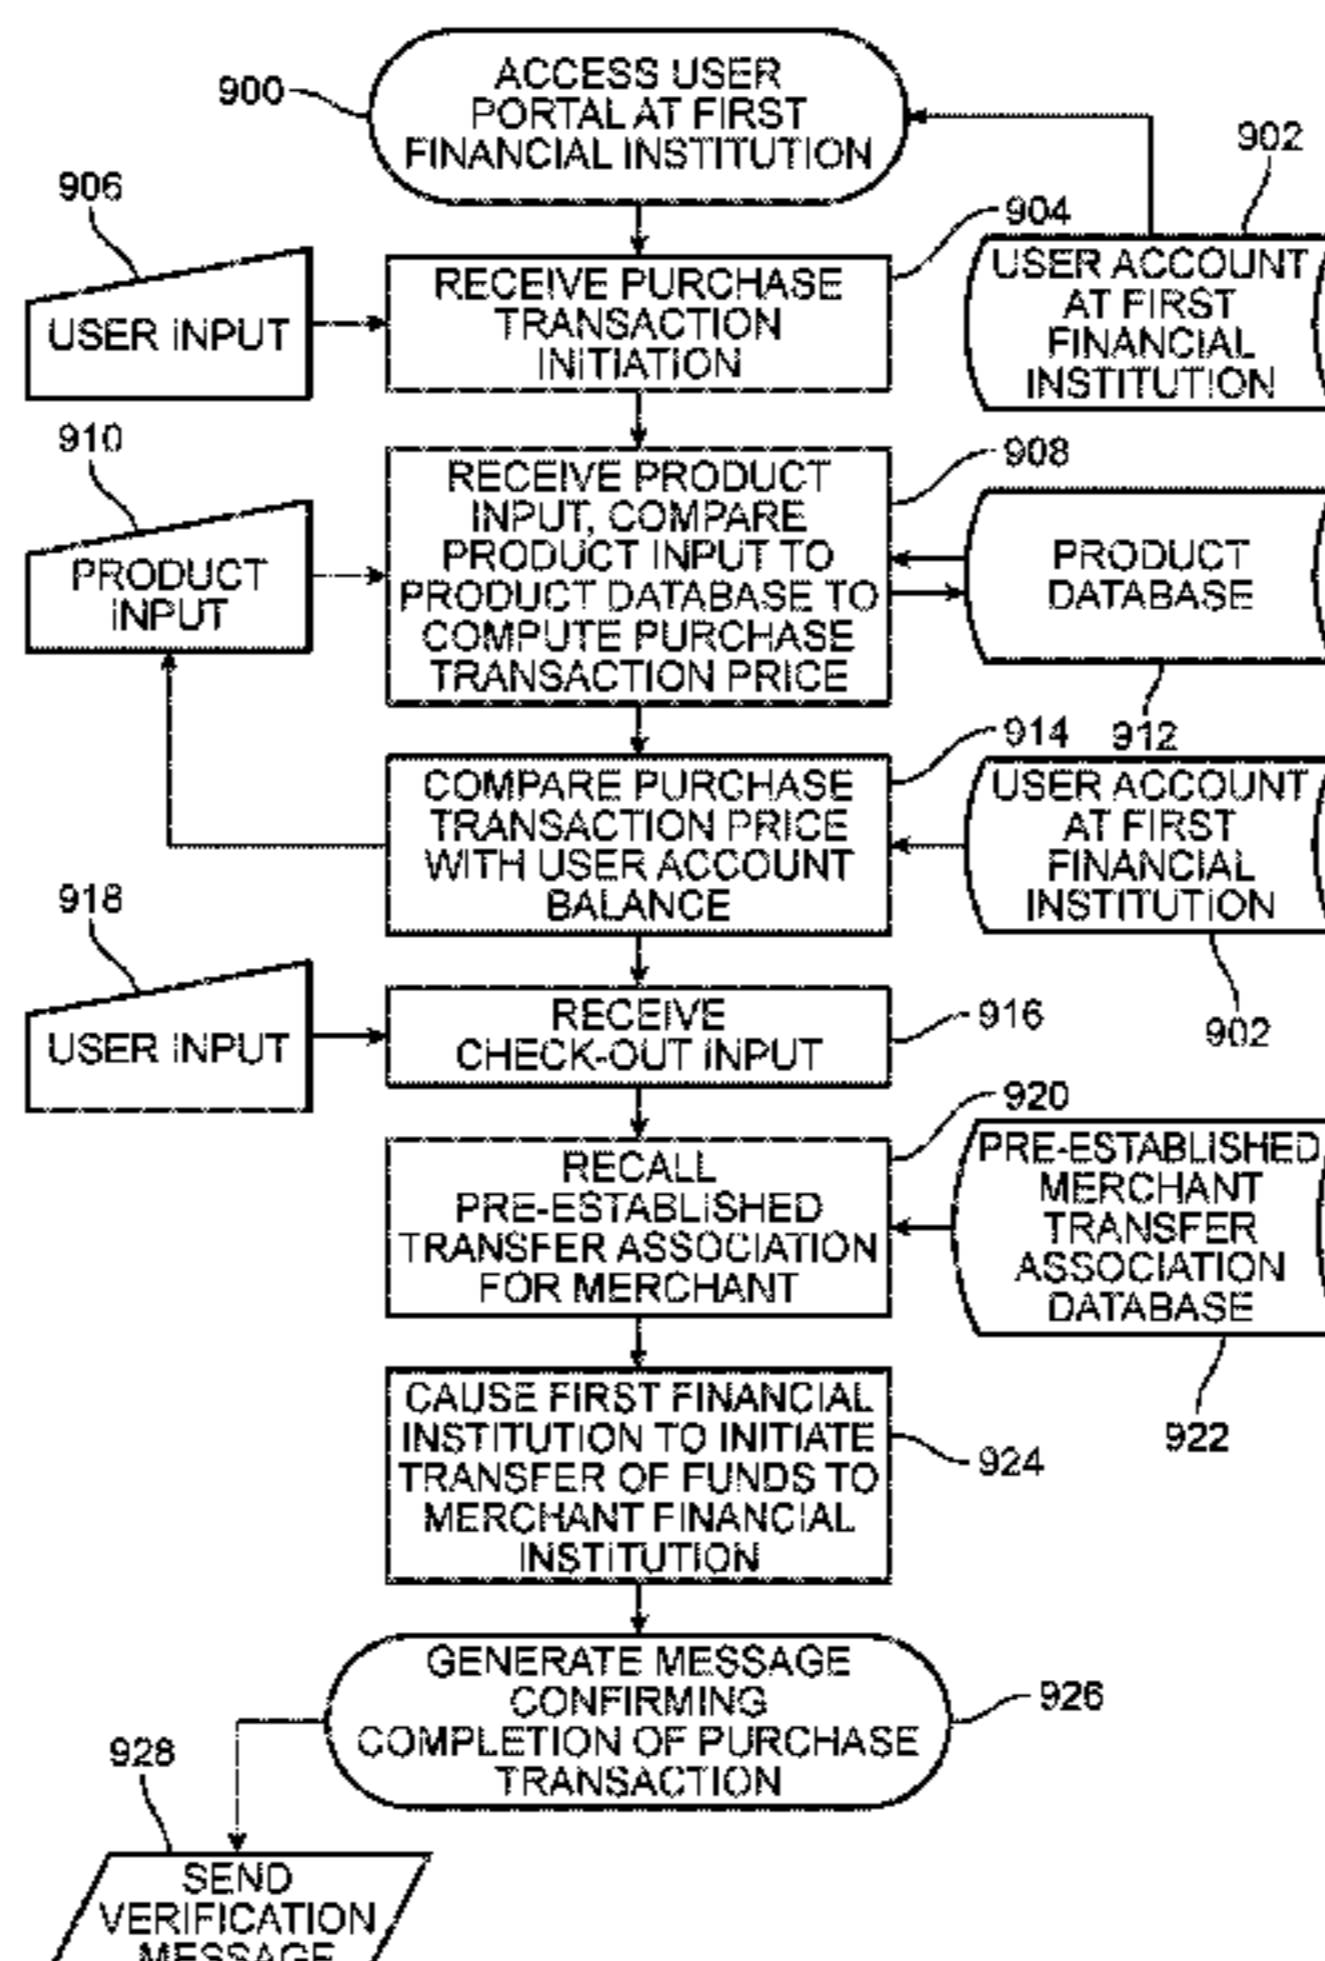 900
ACCESS USER
PORTAL AT FIRST
FINANCIAL INSTITUTION
902
USER ACCOUNT
AT FIRST
FINANCIAL
INSTITUTION
904
RECEIVE PURCHASE
TRANSACTION
INITIATION
906
USER INPUT
908
RECEIVE PRODUCT
INPUT, COMPARE
PRODUCT INPUT TO
PRODUCT DATABASE TO
COMPUTE PURCHASE
TRANSACTION PRICE
910
PRODUCT
INPUT
PRODUCT
DATABASE
912
914
COMPARE PURCHASE
TRANSACTION PRICE
WITH USER ACCOUNT
BALANCE
USER ACCOUNT
AT FIRST
FINANCIAL
INSTITUTION
902
918
USER INPUT
RECEIVE
CHECK-OUT INPUT
916
920
RECALL
PRE-ESTABLISHED
TRANSFER ASSOCIATION
FOR MERCHANT
PRE-ESTABLISHED
MERCHANT
TRANSFER
ASSOCIATION
DATABASE
922
CAUSE FIRST FINANCIAL
INSTITUTION TO INITIATE
TRANSFER OF FUNDS TO
MERCHANT FINANCIAL
INSTITUTION
924
GENERATE MESSAGE
CONFIRMING
COMPLETION OF PURCHASE
TRANSACTION
926
928
SEND
VERIFICATION
MESSAGE